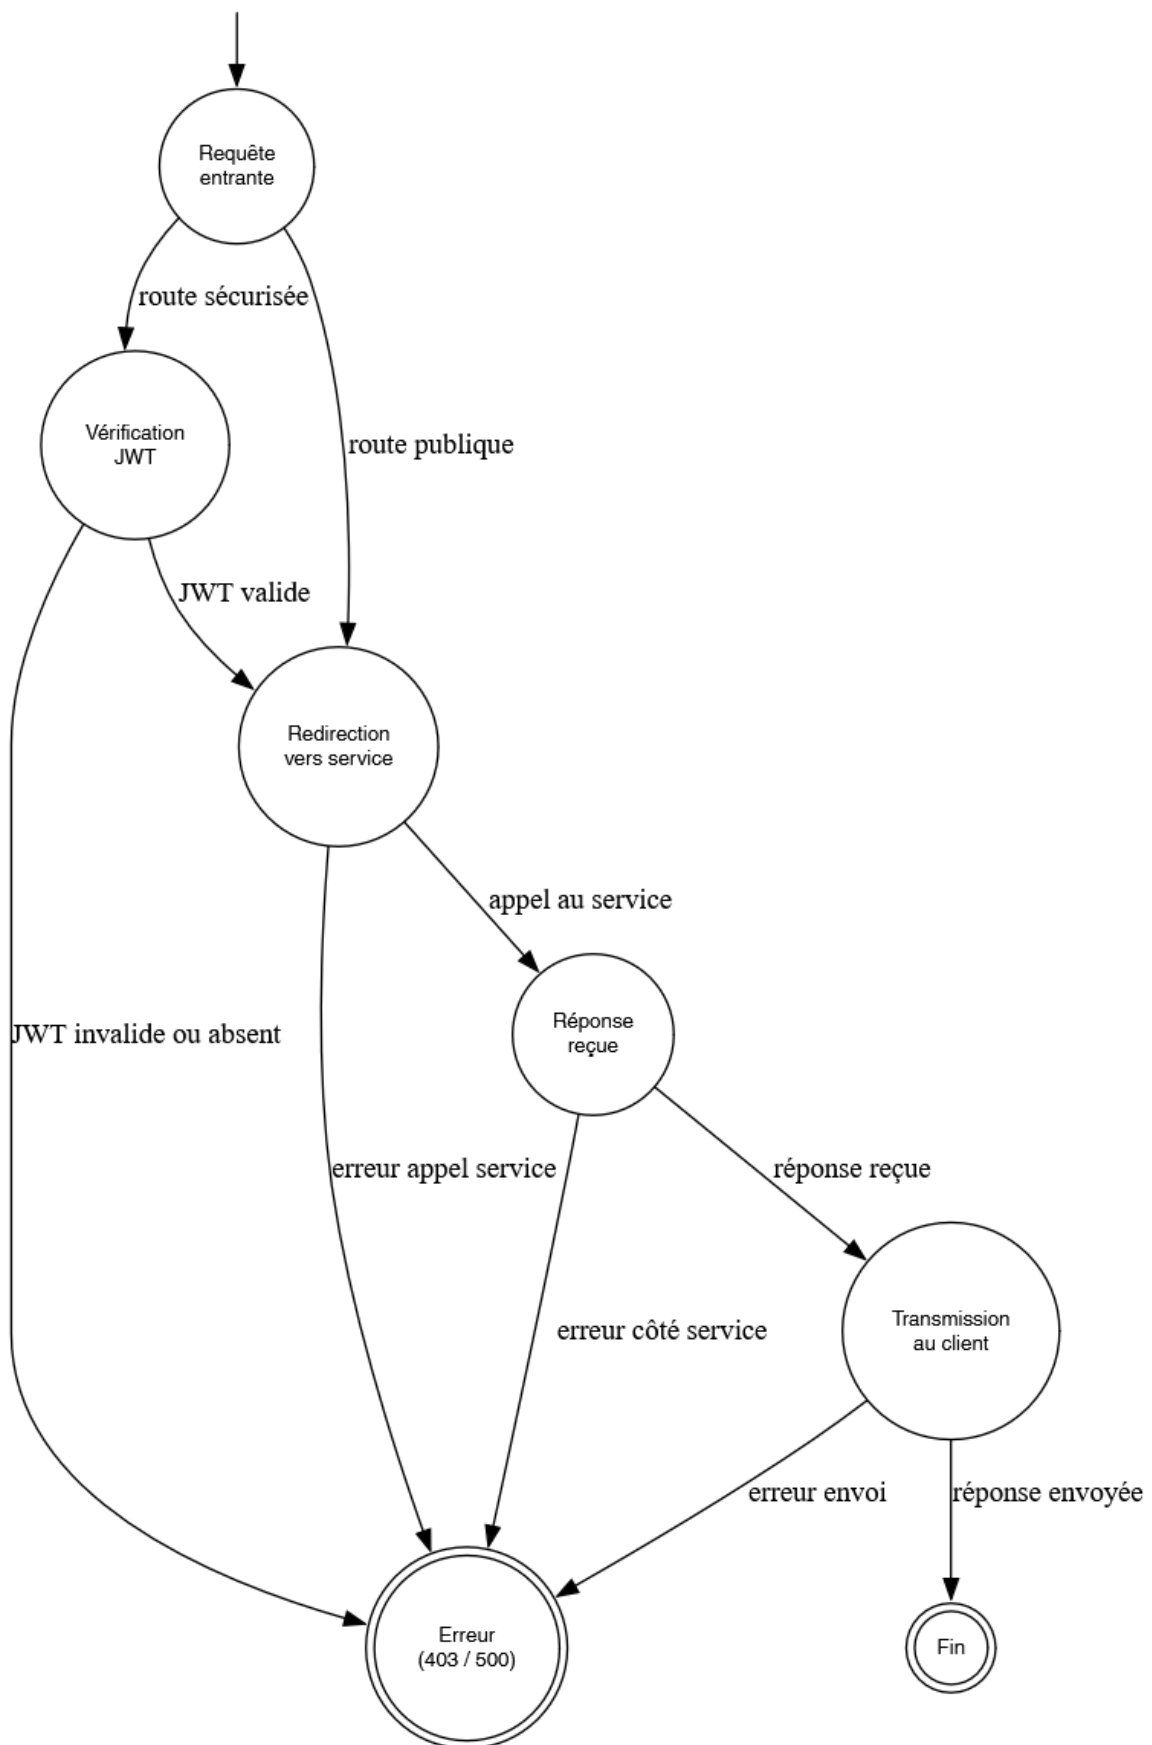 Requête
entrante
route sécurisée
Vérification
JWT
route publique
JWT valide
Redirection
vers service
appel au service
Réponse
reçue
JWT invalide ou absent
erreur appel service
réponse reçue
Transmission
au client
erreur côté service
erreur envoi
réponse envoyée
Erreur
(403 / 500)
Fin